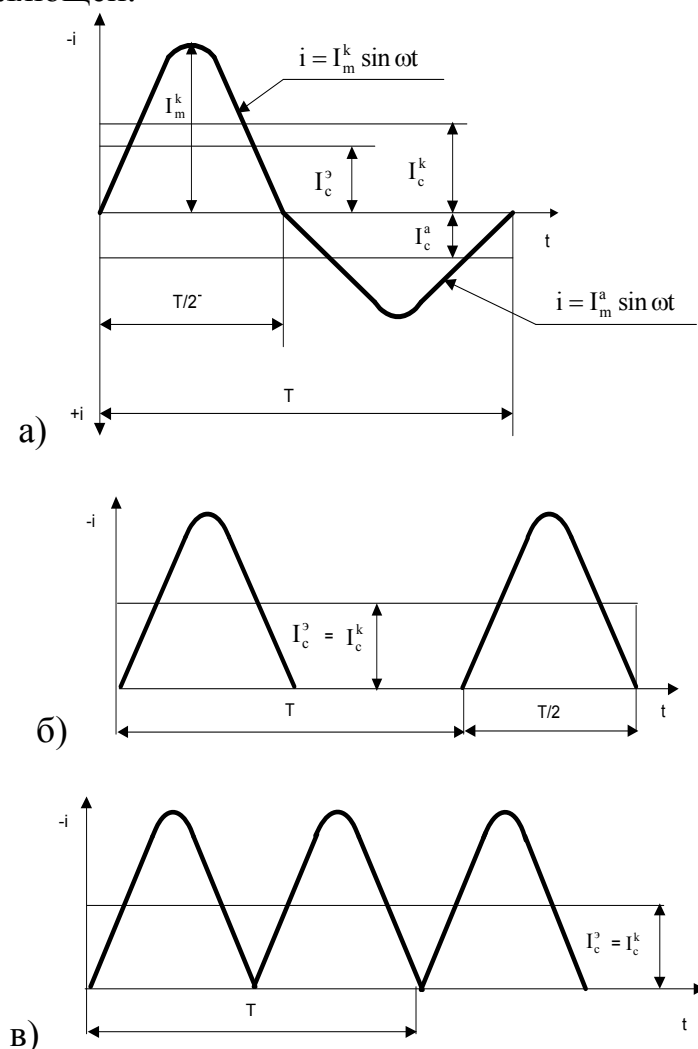 -i
i = I_m^k sin ωt
I_m^k
I_c^э
I_c^k
I_c^a
t
T/2-
i = I_m^a sin ωt
T
+i
а)
-i
I_c^э = I_c^k
T
T/2
t
б)
-i
I_c^э = I_c^k
T
t
в)